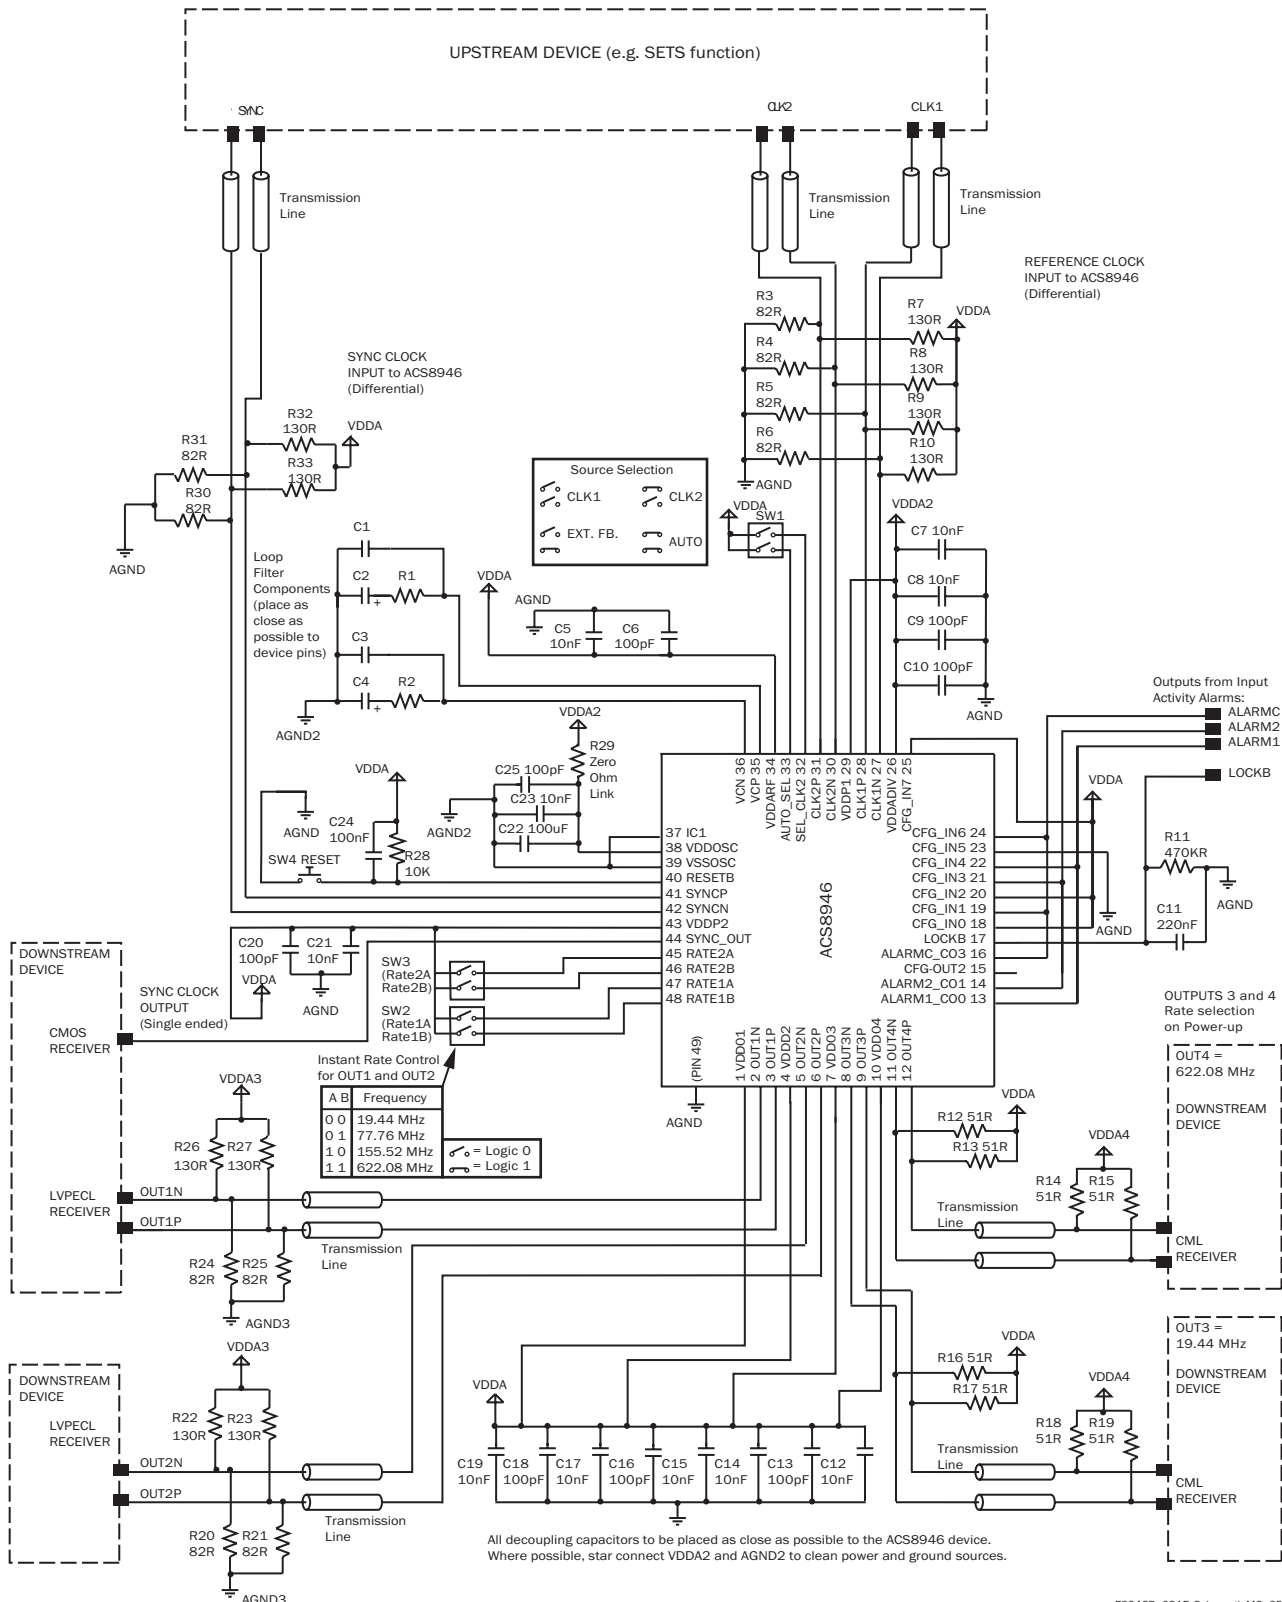 UPSTREAM DEVICE (e.g. SETS function)
SYNC
CLK2
CLK1
Transmission
Line
Transmission
Line
Transmission
Line
REFERENCE CLOCK
INPUT to ACS8946
(Differential)
SYNC CLOCK
INPUT to ACS8946
(Differential)
R3
82R
R4
82R
R5
82R
R6
82R
AGND
R7
130R
VDDA
R8
130R
R9
130R
R10
130R
R31
82R
R30
82R
AGND
R32
130R
R33
130R
VDDA
Source Selection
CLK1
CLK2
EXT. FB.
AUTO
VDDA
SW1
VDDA2
C7 10nF
C8 10nF
C9 100pF
C10 100pF
AGND
Loop
Filter
Components
(place as
close as
possible to
device pins)
C1
C2
+
R1
C3
C4
+
R2
AGND2
VDDA
AGND
C5
10nF
C6
100pF
Outputs from Input
Activity Alarms:
ALARMC
ALARM2
ALARM1
LOCKB
VDDA2
R29
Zero
Ohm
Link
C25 100pF
C23 10nF
C22 100uF
AGND2
VDDA
AGND
C24
100nF
R28
10K
SW4 RESET
VCN 36
VCP 35
VDDARF 34
AUTO_SEL 33
SEL_CLK2 32
CLK2P 31
CLK2N 30
VDDP1 29
CLK1P 28
CLK1N 27
VDDADIV 26
CFG_IN7 25
37 IC1
38 VDDOSC
39 VSSOSC
40 RESETB
41 SYNCP
42 SYNCN
43 VDDP2
44 SYNC_OUT
45 RATE2A
46 RATE2B
47 RATE1A
48 RATE1B
ACS8946
CFG_IN6 24
CFG_IN5 23
CFG_IN4 22
CFG_IN3 21
CFG_IN2 20
CFG_IN1 19
CFG_IN0 18
LOCKB 17
ALARMC_CO3 16
CFG-OUT2 15
ALARM2_CO1 14
ALARM1_CO0 13
(PIN 49)
1 VDDO1
2 OUT1N
3 OUT1P
4 VDDD2
5 OUT2N
6 OUT2P
7 VDDO3
8 OUT3N
9 OUT3P
10 VDDO4
11 OUT4N
12 OUT4P
AGND
VDDA
R11
470KR
AGND
C11
220nF
AGND
DOWNSTREAM
DEVICE
SYNC CLOCK
OUTPUT
(Single ended)
CMOS
RECEIVER
C20
100pF
C21
10nF
VDDA
AGND
SW3
(Rate2A
Rate2B)
SW2
(Rate1A
Rate1B)
Instant Rate Control
for OUT1 and OUT2
A B Frequency
0 0 19.44 MHz
0 1 77.76 MHz
1 0 155.52 MHz
1 1 622.08 MHz
= Logic 0
= Logic 1
OUTPUTS 3 and 4
Rate selection
on Power-up
OUT4 =
622.08 MHz
DOWNSTREAM
DEVICE
CML
RECEIVER
VDDA
R12 51R
R13 51R
VDDA4
R14
51R
R15
51R
Transmission
Line
VDDA3
R26
130R
R27
130R
LVPECL
RECEIVER
OUT1N
OUT1P
R24
82R
R25
82R
AGND3
Transmission
Line
VDDA3
DOWNSTREAM
DEVICE
LVPECL
RECEIVER
R22
130R
R23
130R
OUT2N
OUT2P
R20
82R
R21
82R
AGND3
Transmission
Line
VDDA
C19
10nF
C18
100pF
C17
10nF
C16
100pF
C15
10nF
C14
10nF
C13
100pF
C12
10nF
OUT3 =
19.44 MHz
DOWNSTREAM
DEVICE
CML
RECEIVER
VDDA
R16 51R
R17 51R
VDDA4
R18
51R
R19
51R
Transmission
Line
All decoupling capacitors to be placed as close as possible to the ACS8946 device.
Where possible, star connect VDDA2 and AGND2 to clean power and ground sources.